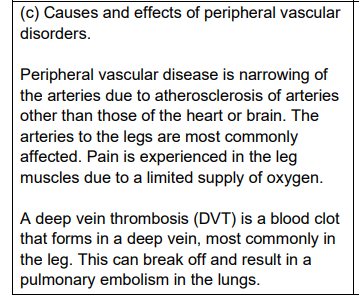 (c) Causes and effects of peripheral vascular
disorders.
Peripheral vascular disease is narrowing of
the arteries due to atherosclerosis of arteries
other than those of the heart or brain. The
arteries to the legs are most commonly
affected. Pain is experienced in the leg
muscles due to a limited supply of oxygen.
A deep vein thrombosis (DVT) is a blood clot
that forms in a deep vein, most commonly in
the leg. This can break off and result in a
pulmonary embolism in the lungs.